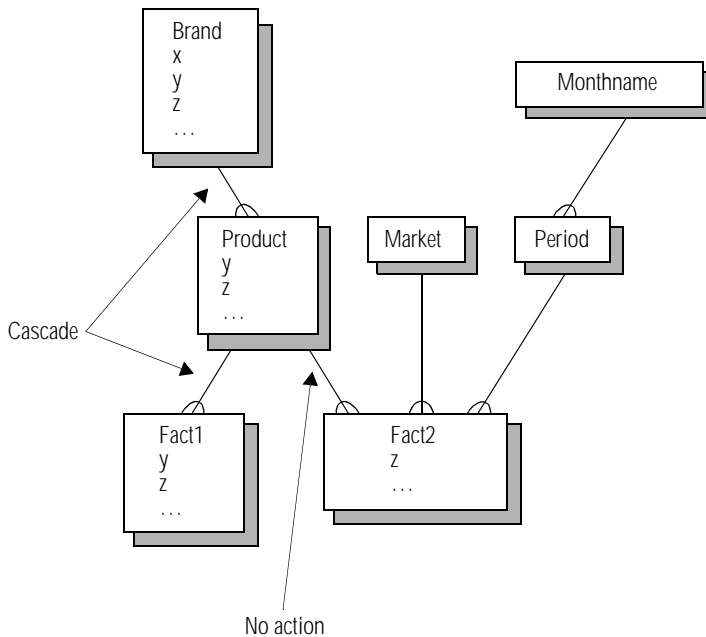 Brand
x
y
z
...
Monthname
Product
y
z
...
Market
Period
Cascade
Fact1
y
z
...
Fact2
z
...
No action